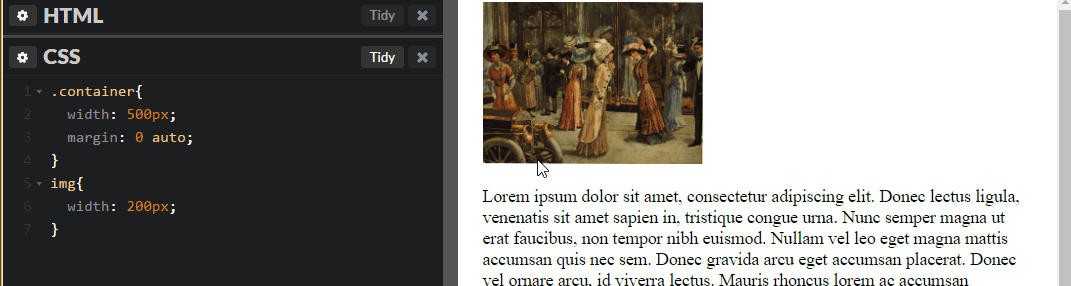 HTML
Tidy
CSS
Tidy
1 .container{
2 width: 500px;
3 margin: 0 auto;
4 }
5 img{
6 width: 200px;
7 }
Lorem ipsum dolor sit amet, consectetur adipiscing elit. Donec lectus ligula,
venenatis sit amet sapien in, tristique congue urna. Nunc semper magna ut
erat faucibus, non tempor nibh euismod. Nullam vel leo eget magna mattis
accumsan quis nec sem. Donec gravida arcu eget accumsan placerat. Donec
vel ornare arcu, id viverra lectus. Mauris rhoncus lorem ac accumsan